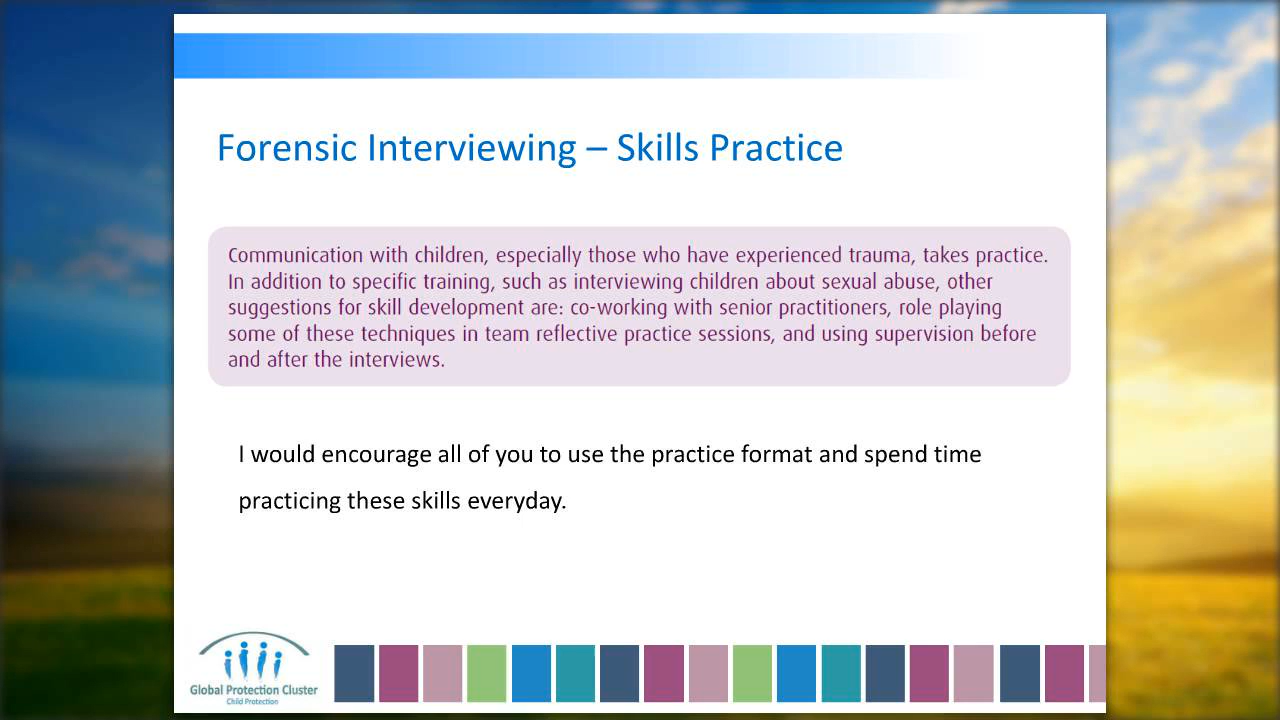 Forensic Interviewing – Skills Practice
Communication with children, especially those who have experienced trauma, takes practice.
In addition to specific training, such as interviewing children about sexual abuse, other
suggestions for skill development are: co-working with senior practitioners, role playing
some of these techniques in team reflective practice sessions, and using supervision before
and after the interviews.
I would encourage all of you to use the practice format and spend time
practicing these skills everyday.
Global Protection Cluster
Child Protection